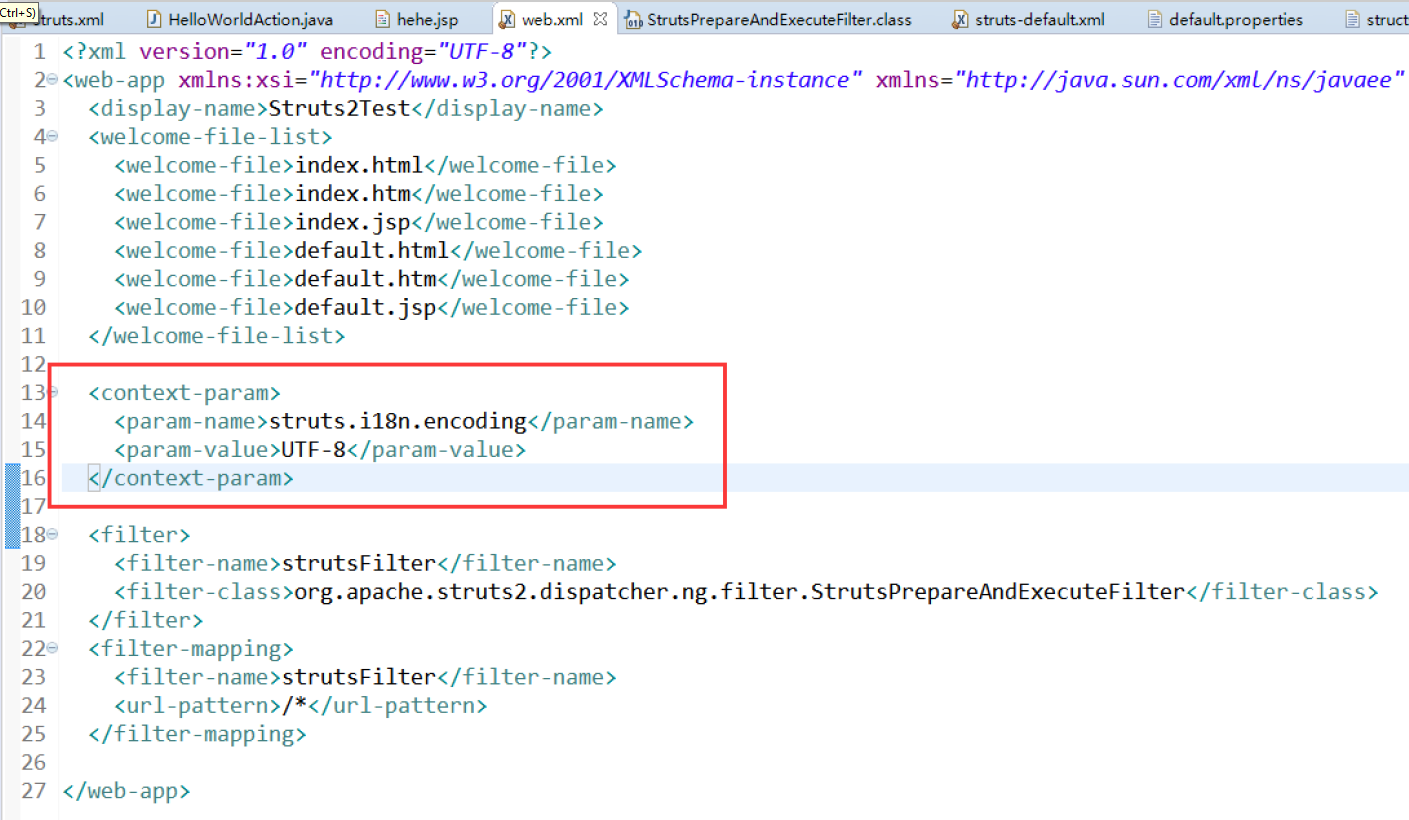 Ctrl+S)
struts.xml HelloWorldAction.java hehe.jsp web.xml StrutsPrepareAndExecuteFilter.class struts-default.xml default.properties struct
1 <?xml version="1.0" encoding="UTF-8"?>
2 <web-app xmlns:xsi="http://www.w3.org/2001/XMLSchema-instance" xmlns="http://java.sun.com/xml/ns/javaee"
3 <display-name>Struts2Test</display-name>
4 <welcome-file-list>
5 <welcome-file>index.html</welcome-file>
6 <welcome-file>index.htm</welcome-file>
7 <welcome-file>index.jsp</welcome-file>
8 <welcome-file>default.html</welcome-file>
9 <welcome-file>default.htm</welcome-file>
10 <welcome-file>default.jsp</welcome-file>
11 </welcome-file-list>
12
13 <context-param>
14 <param-name>struts.i18n.encoding</param-name>
15 <param-value>UTF-8</param-value>
16 </context-param>
17
18 <filter>
19 <filter-name>strutsFilter</filter-name>
20 <filter-class>org.apache.struts2.dispatcher.ng.filter.StrutsPrepareAndExecuteFilter</filter-class>
21 </filter>
22 <filter-mapping>
23 <filter-name>strutsFilter</filter-name>
24 <url-pattern>/*</url-pattern>
25 </filter-mapping>
26
27 </web-app>